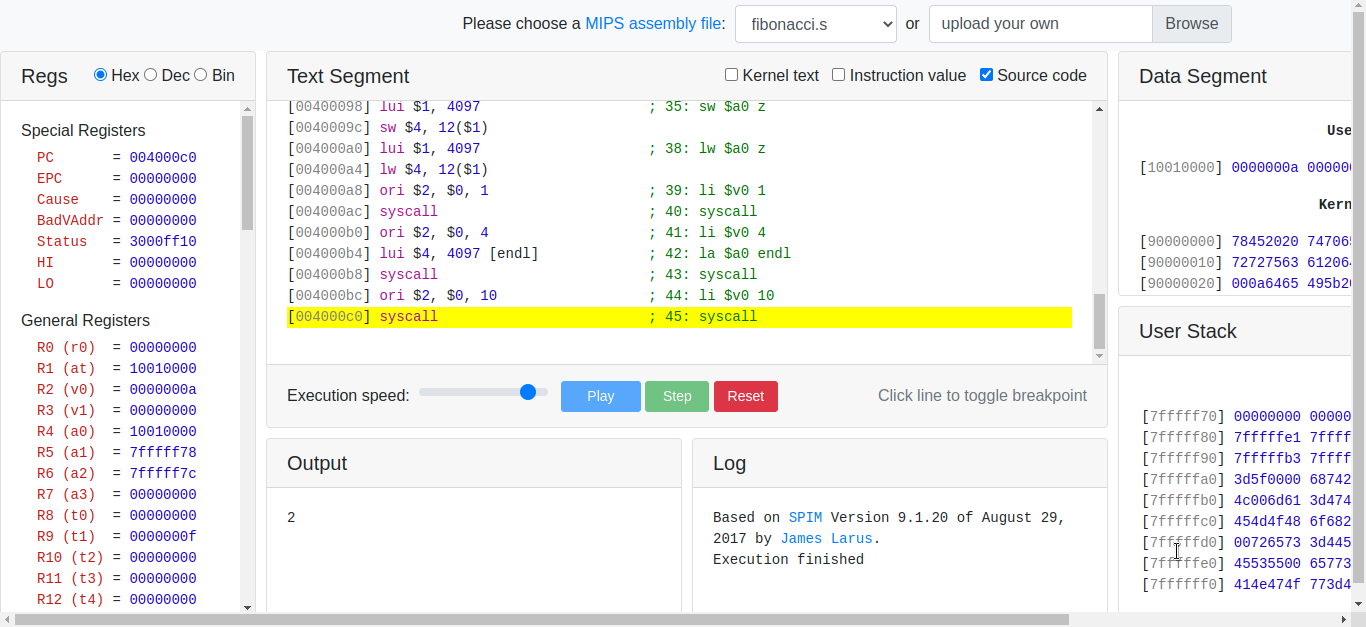 Please choose a MIPS assembly file: fibonacci.s or upload your own Browse
Regs Hex Dec Bin
Special Registers
PC = 004000c0
EPC = 00000000
Cause = 00000000
BadVAddr = 00000000
Status = 3000ff10
HI = 00000000
LO = 00000000
General Registers
R0 (r0) = 00000000
R1 (at) = 10010000
R2 (v0) = 0000000a
R3 (v1) = 00000000
R4 (a0) = 10010000
R5 (a1) = 7fffff78
R6 (a2) = 7fffff7c
R7 (a3) = 00000000
R8 (t0) = 00000000
R9 (t1) = 0000000f
R10 (t2) = 00000000
R11 (t3) = 00000000
R12 (t4) = 00000000
Text Segment Kernel text Instruction value Source code
[00400098] lui $1, 4097 ; 35: sw $a0 z
[0040009c] sw $4, 12($1)
[004000a0] lui $1, 4097 ; 38: lw $a0 z
[004000a4] lw $4, 12($1)
[004000a8] ori $2, $0, 1 ; 39: li $v0 1
[004000ac] syscall ; 40: syscall
[004000b0] ori $2, $0, 4 ; 41: li $v0 4
[004000b4] lui $4, 4097 [endl] ; 42: la $a0 endl
[004000b8] syscall ; 43: syscall
[004000bc] ori $2, $0, 10 ; 44: li $v0 10
[004000c0] syscall ; 45: syscall
Execution speed: Play Step Reset Click line to toggle breakpoint
Output
2
Log
Based on SPIM Version 9.1.20 of August 29,
2017 by James Larus.
Execution finished
Data Segment
Use
[10010000] 0000000a 00000
Kern
[90000000] 78452020 74706
[90000010] 72727563 61206
[90000020] 000a6465 495b2
User Stack
[7fffff70] 00000000 00000
[7fffff80] 7fffffe1 7ffff
[7fffff90] 7fffffb3 7ffff
[7fffffa0] 3d5f0000 68742
[7fffffb0] 4c006d61 3d474
[7fffffc0] 454d4f48 6f682
[7fffffd0] 00726573 3d445
[7fffffe0] 45535500 65773
[7ffffff0] 414e474f 773d4